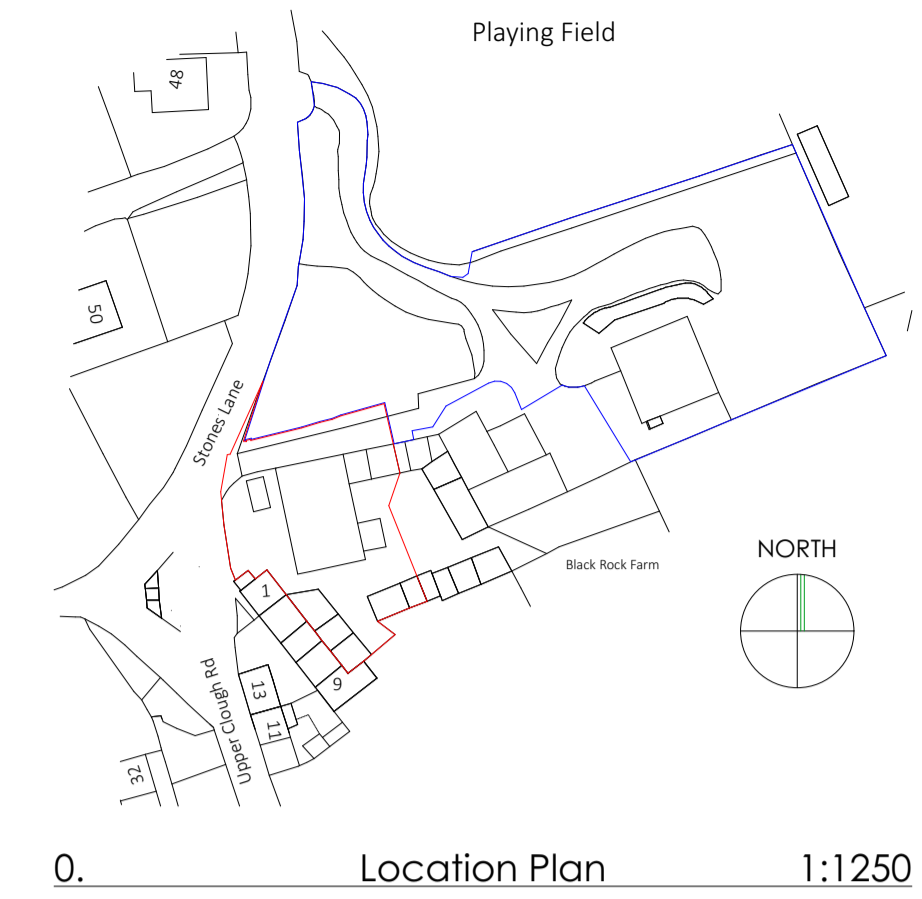 Playing Field
48
50
Stones Lane
Black Rock Farm
NORTH
1
9
13
11
Upper Clough Rd
32
0. Location Plan 1:1250